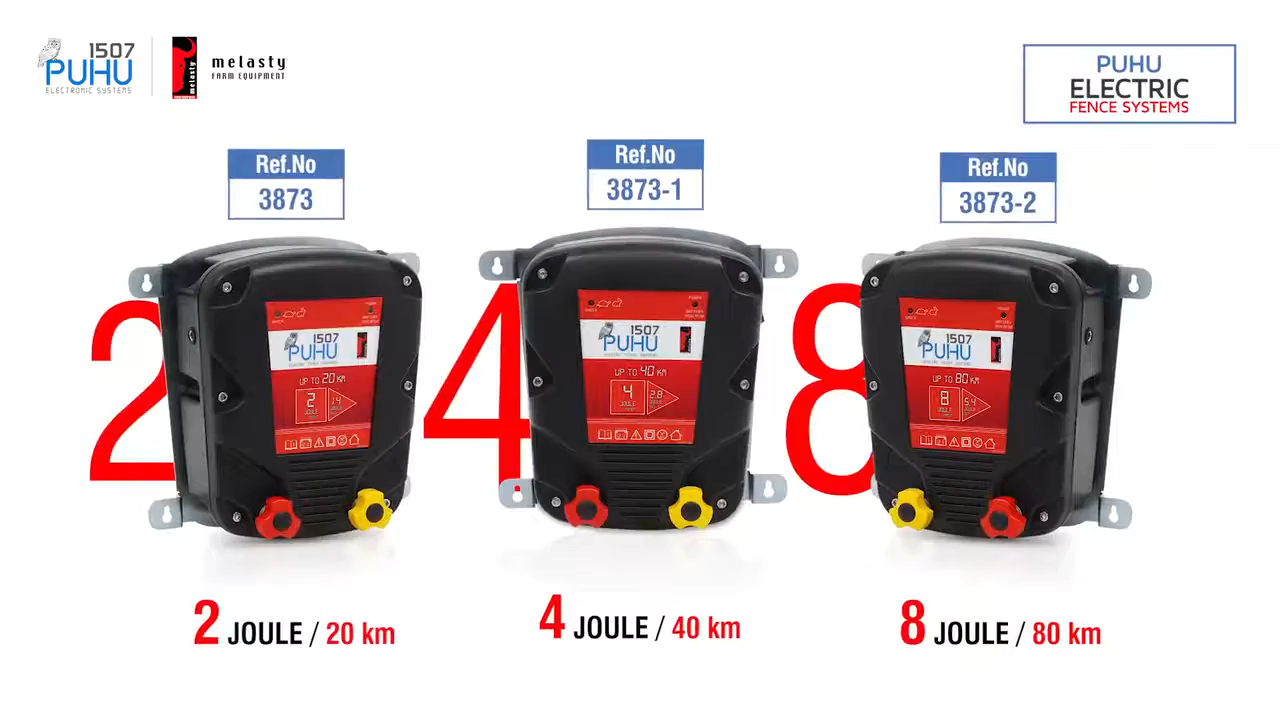 1507
PUHU
ELECTRONIC SYSTEMS
melasty
melasty
FARM EQUIPMENT
PUHU
ELECTRIC
FENCE SYSTEMS
Ref.No
3873
Ref.No
3873-1
Ref.No
3873-2
2
4
8
1507
PUHU
UP TO 20 KM
2
JOULE
1.4
1507
PUHU
UP TO 40 KM
4
JOULE
2.8
1507
PUHU
UP TO 80 KM
8
JOULE
5.4
2 JOULE / 20 km
4 JOULE / 40 km
8 JOULE / 80 km